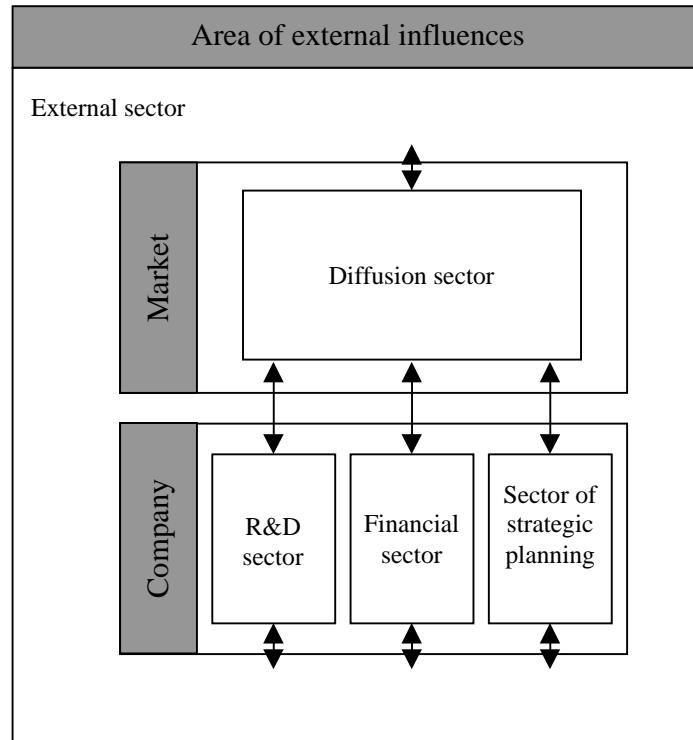 Area of external influences
External sector
Market
Diffusion sector
Company
R&D
sector
Financial
sector
Sector of
strategic
planning